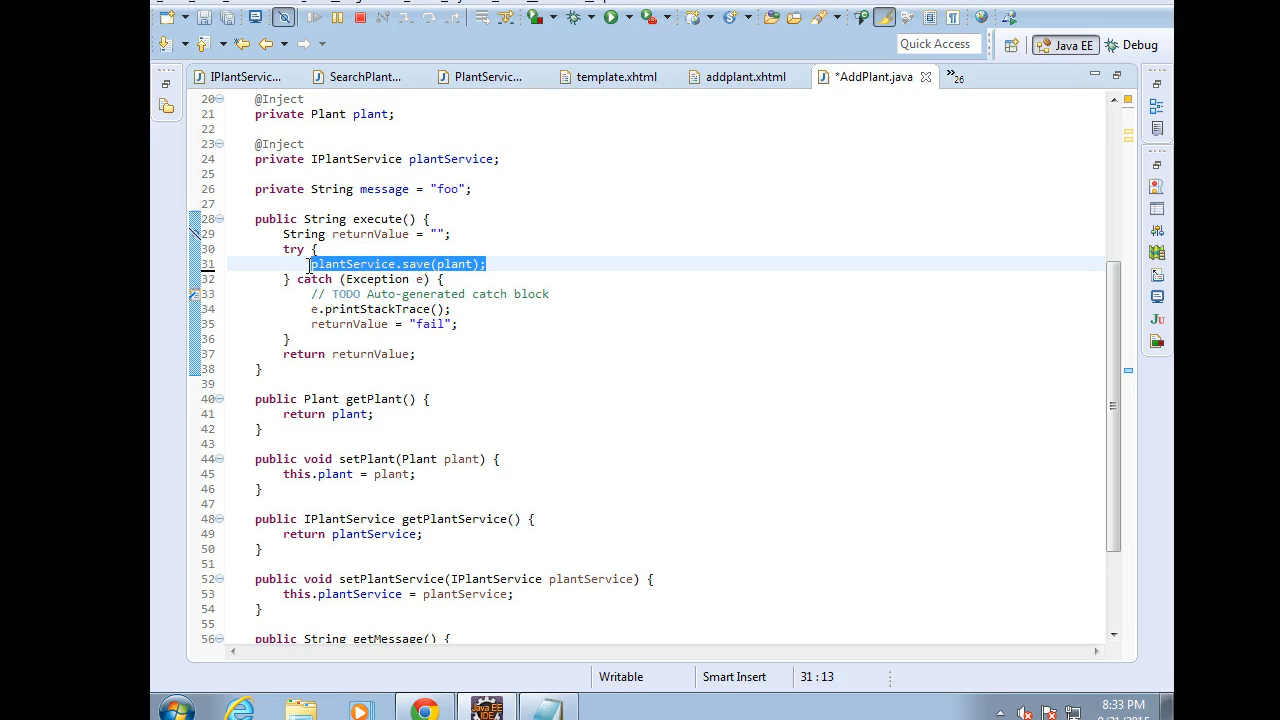 Quick Access
Java EE
Debug
IPlantServic...
SearchPlant...
PlantServic...
template.xhtml
addplant.xhtml
*AddPlant.java
»26
20 @Inject
21 private Plant plant;
22
23 @Inject
24 private IPlantService plantService;
25
26 private String message = "foo";
27
28 public String execute() {
29 String returnValue = "";
30 try {
31 plantService.save(plant);
32 } catch (Exception e) {
33 // TODO Auto-generated catch block
34 e.printStackTrace();
35 returnValue = "fail";
36 }
37 return returnValue;
38 }
39
40 public Plant getPlant() {
41 return plant;
42 }
43
44 public void setPlant(Plant plant) {
45 this.plant = plant;
46 }
47
48 public IPlantService getPlantService() {
49 return plantService;
50 }
51
52 public void setPlantService(IPlantService plantService) {
53 this.plantService = plantService;
54 }
55
56 public String getMessage() {
Writable
Smart Insert
31 : 13
Java EE
IDE
8:33 PM